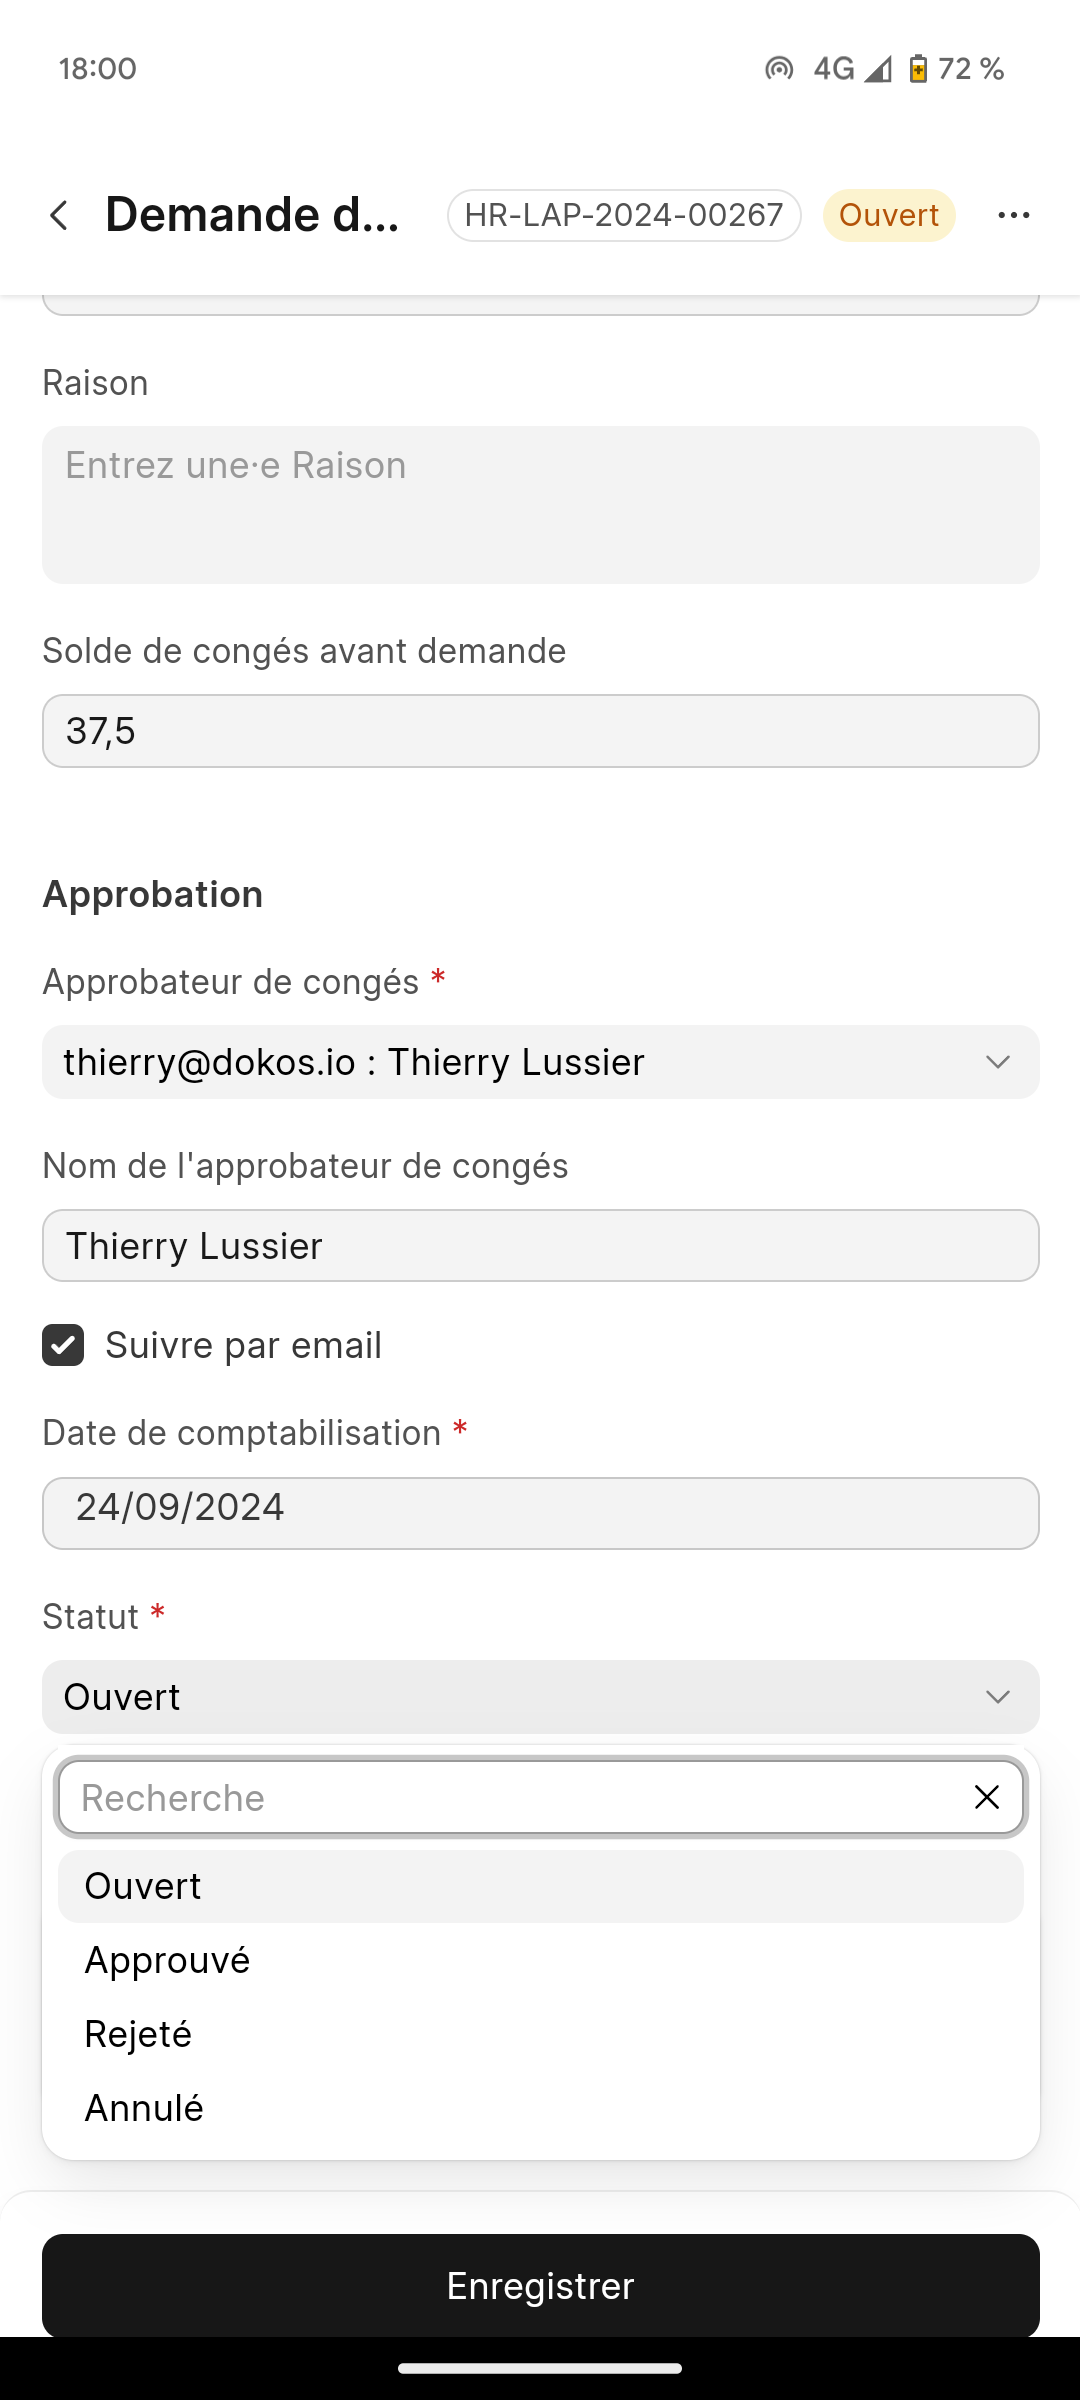 18:00
4G
72 %
Demande d...
HR-LAP-2024-00267
Ouvert
Raison
Entrez une·e Raison
Solde de congés avant demande
37,5
Approbation
Approbateur de congés *
thierry@dokos.io : Thierry Lussier
Nom de l'approbateur de congés
Thierry Lussier
Suivre par email
Date de comptabilisation *
24/09/2024
Statut *
Ouvert
Recherche
Ouvert
Approuvé
Rejeté
Annulé
Enregistrer